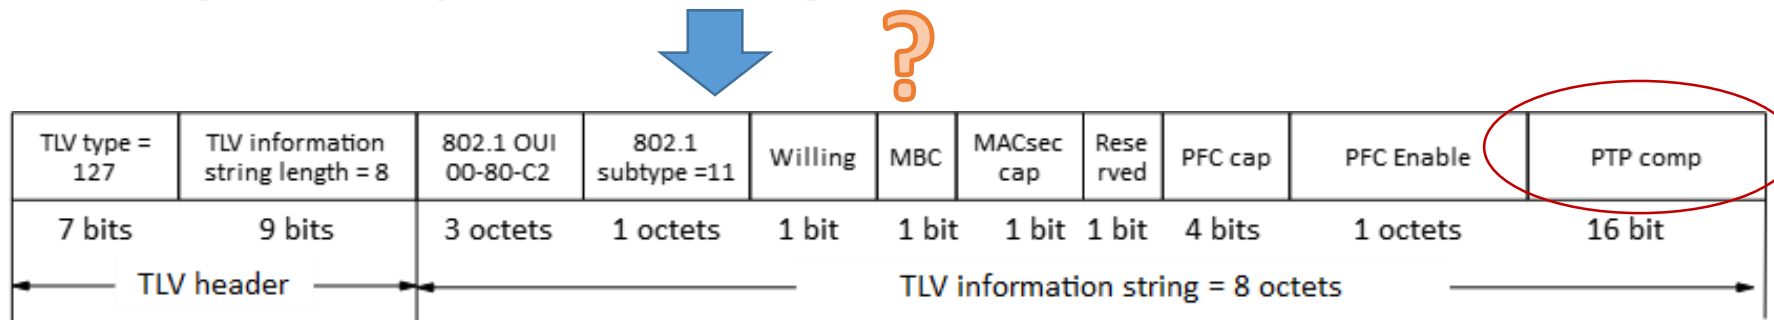 ?
TLV type =
127
TLV information
string length = 8
802.1 OUI
00-80-C2
802.1
subtype =11
Willing
MBC
MACsec
cap
Rese
rved
PFC cap
PFC Enable
PTP comp
7 bits
9 bits
3 octets
1 octets
1 bit
1 bit
1 bit
1 bit
4 bits
1 octets
16 bit
TLV header
TLV information string = 8 octets